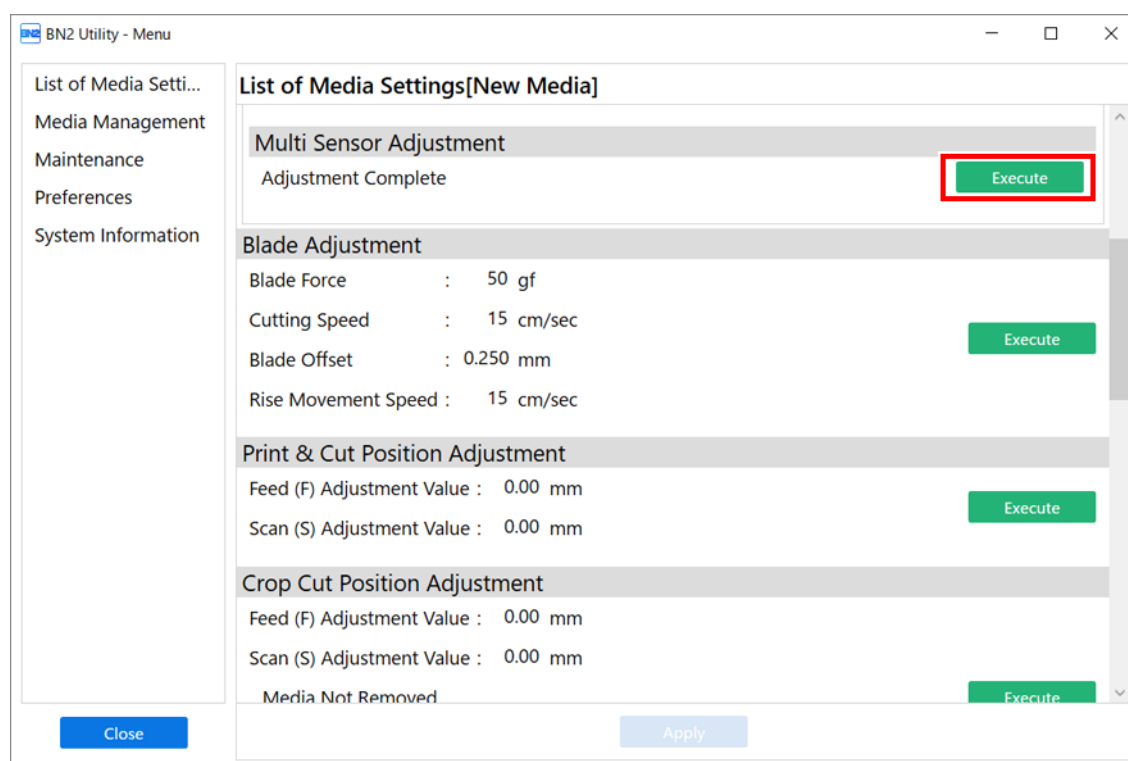 BN2 BN2 Utility - Menu
List of Media Setti...
Media Management
Maintenance
Preferences
System Information
Close
List of Media Settings[New Media]
Multi Sensor Adjustment
Adjustment Complete
Execute
Blade Adjustment
Blade Force : 50 gf
Cutting Speed : 15 cm/sec
Execute
Blade Offset : 0.250 mm
Rise Movement Speed : 15 cm/sec
Print & Cut Position Adjustment
Feed (F) Adjustment Value : 0.00 mm
Execute
Scan (S) Adjustment Value : 0.00 mm
Crop Cut Position Adjustment
Feed (F) Adjustment Value : 0.00 mm
Scan (S) Adjustment Value : 0.00 mm
Media Not Removed
Execute
Apply